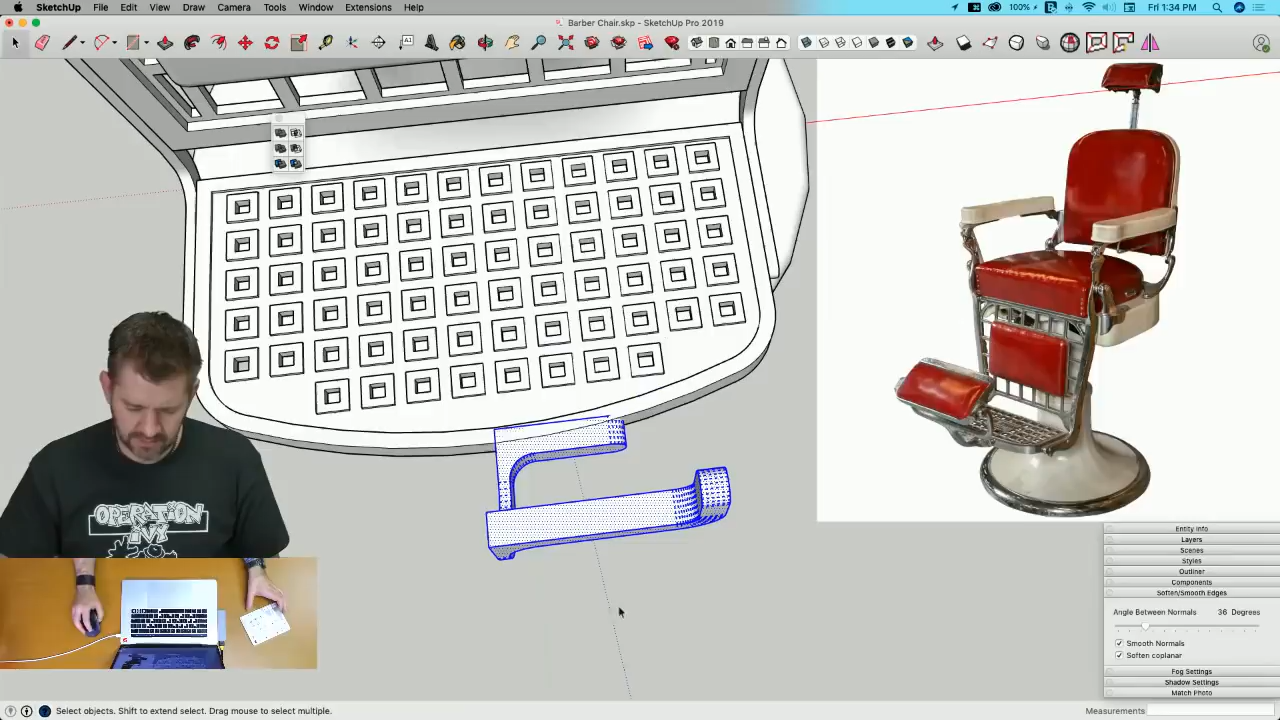 SketchUp File Edit View Draw Camera Tools Window Extensions Help 100% Fri 1:34 PM
Barber Chair.skp - SketchUp Pro 2019
OPERATION
IVY
Entity Info
Layers
Scenes
Styles
Outliner
Components
Soften/Smooth Edges
Angle Between Normals 36 Degrees
Smooth Normals
Soften coplanar
Fog Settings
Shadow Settings
Match Photo
Select objects. Shift to extend select. Drag mouse to select multiple. Measurements